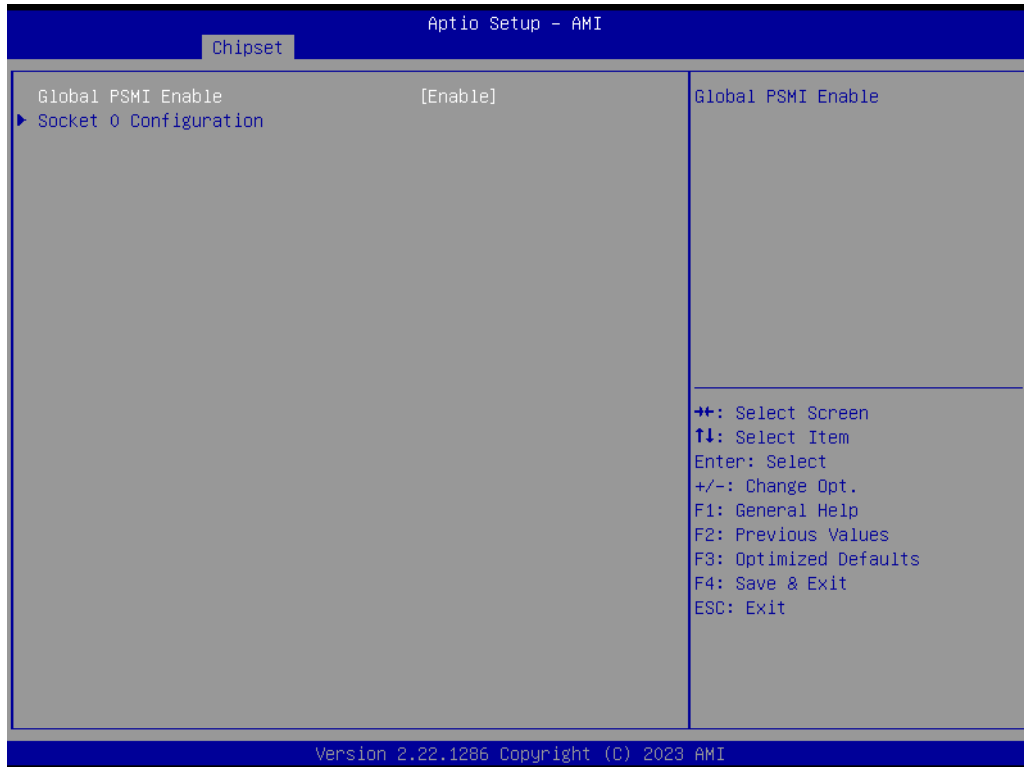 Aptio Setup – AMI
Chipset
Global PSMI Enable [Enable]
▶ Socket 0 Configuration
Global PSMI Enable
→←: Select Screen
↑↓: Select Item
Enter: Select
+/-: Change Opt.
F1: General Help
F2: Previous Values
F3: Optimized Defaults
F4: Save & Exit
ESC: Exit
Version 2.22.1286 Copyright (C) 2023 AMI